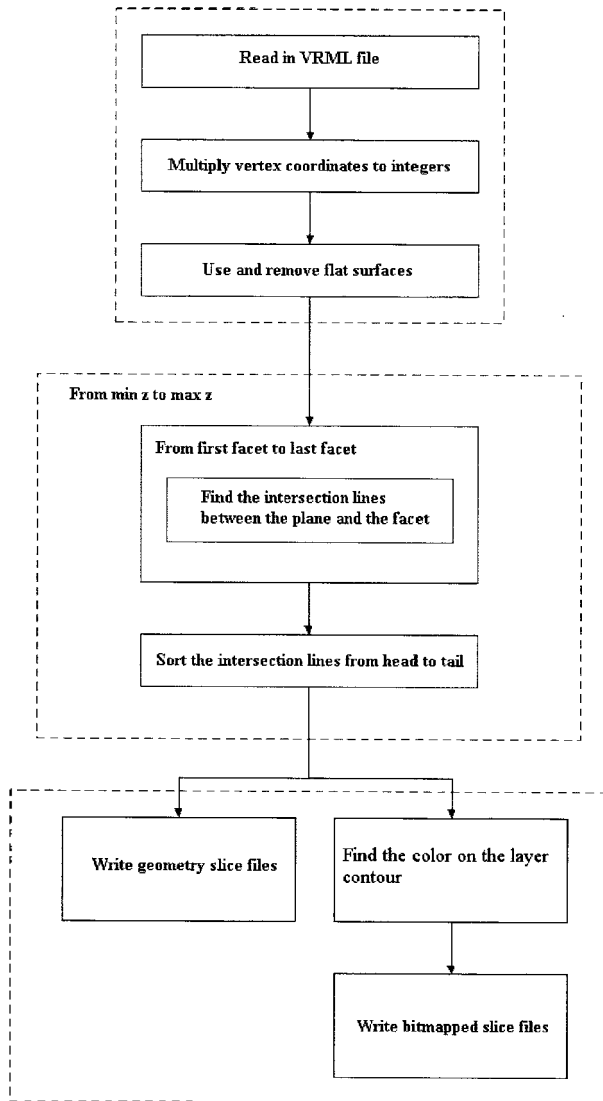 Read in VRML file
Multiply vertex coordinates to integers
Use and remove flat surfaces
From min z to max z
From first facet to last facet
Find the intersection lines
between the plane and the facet
Sort the intersection lines from head to tail
Write geometry slice files
Find the color on the layer
contour
Write bitmapped slice files